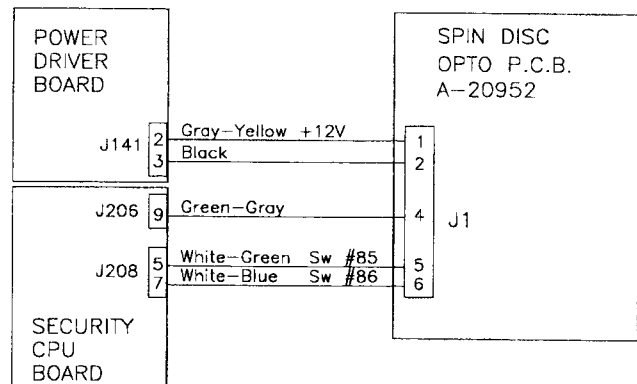 POWER
DRIVER
BOARD
SPIN DISC
OPTO P.C.B.
A-20952
J141
2
Gray-Yellow +12V
1
3
Black
2
J206
9
Green-Gray
4
J1
J208
5
White-Green Sw #85
5
7
White-Blue Sw #86
6
SECURITY
CPU
BOARD